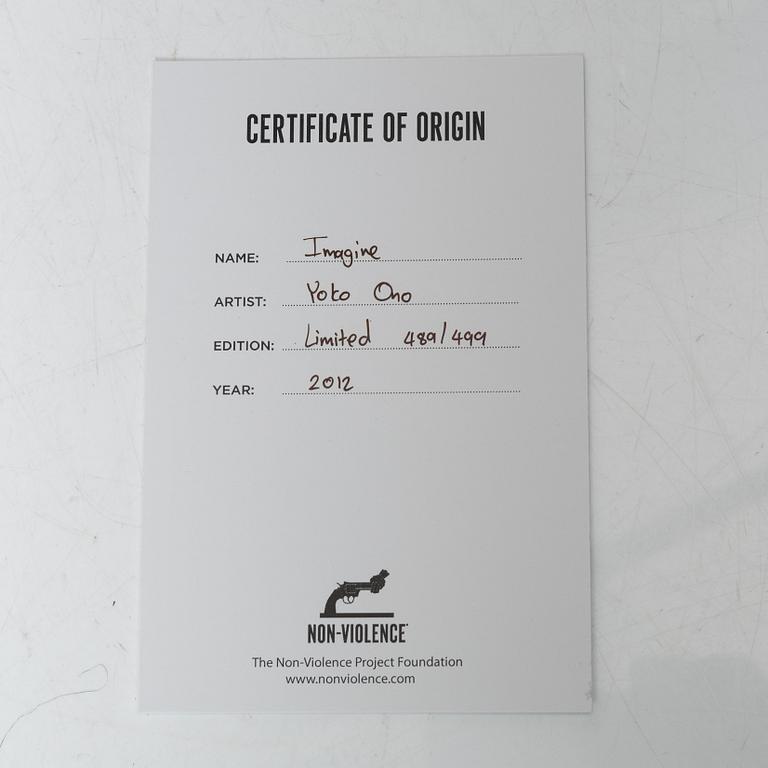 CERTIFICATE OF ORIGIN
NAME: Imagine
ARTIST: Yoko Ono
EDITION: Limited 489/499
YEAR: 2012
NON-VIOLENCE
The Non-Violence Project Foundation
www.nonviolence.com